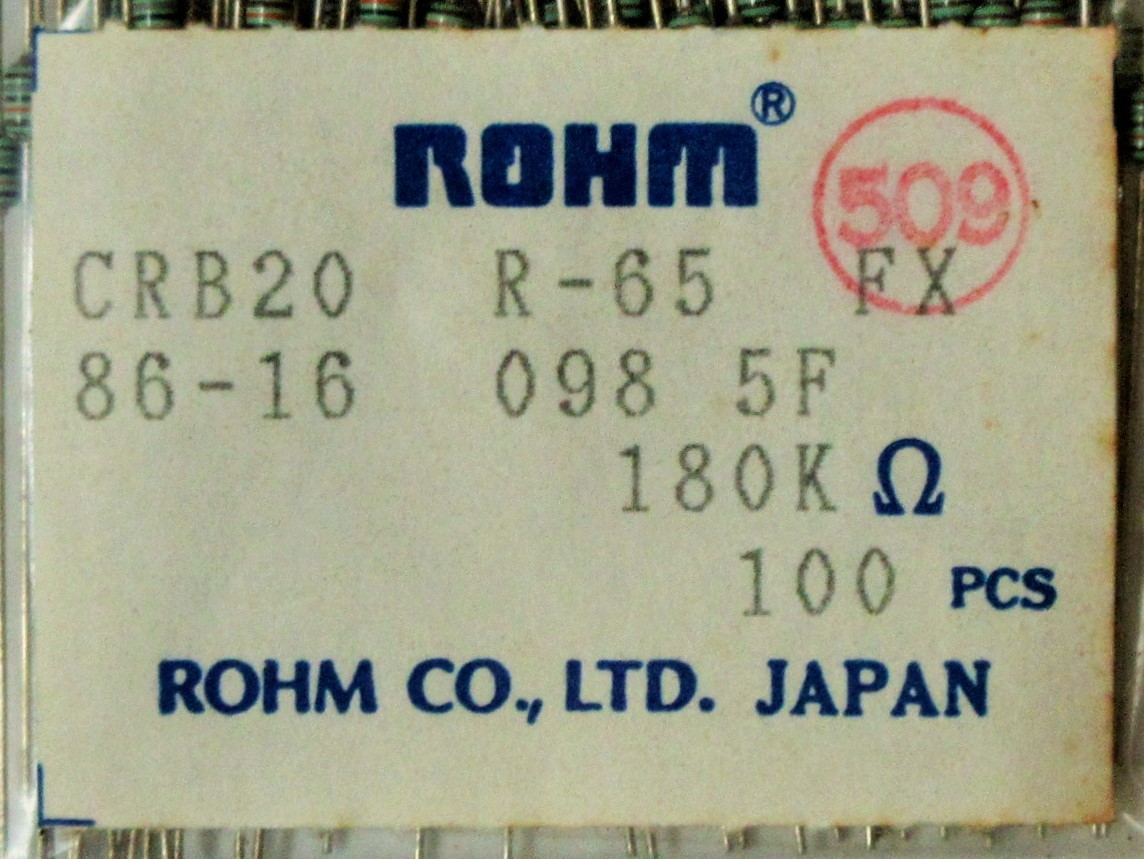 ROHM®
509
CRB20 R-65 FX
86-16 098 5F
180K Ω
100 PCS
ROHM CO., LTD. JAPAN